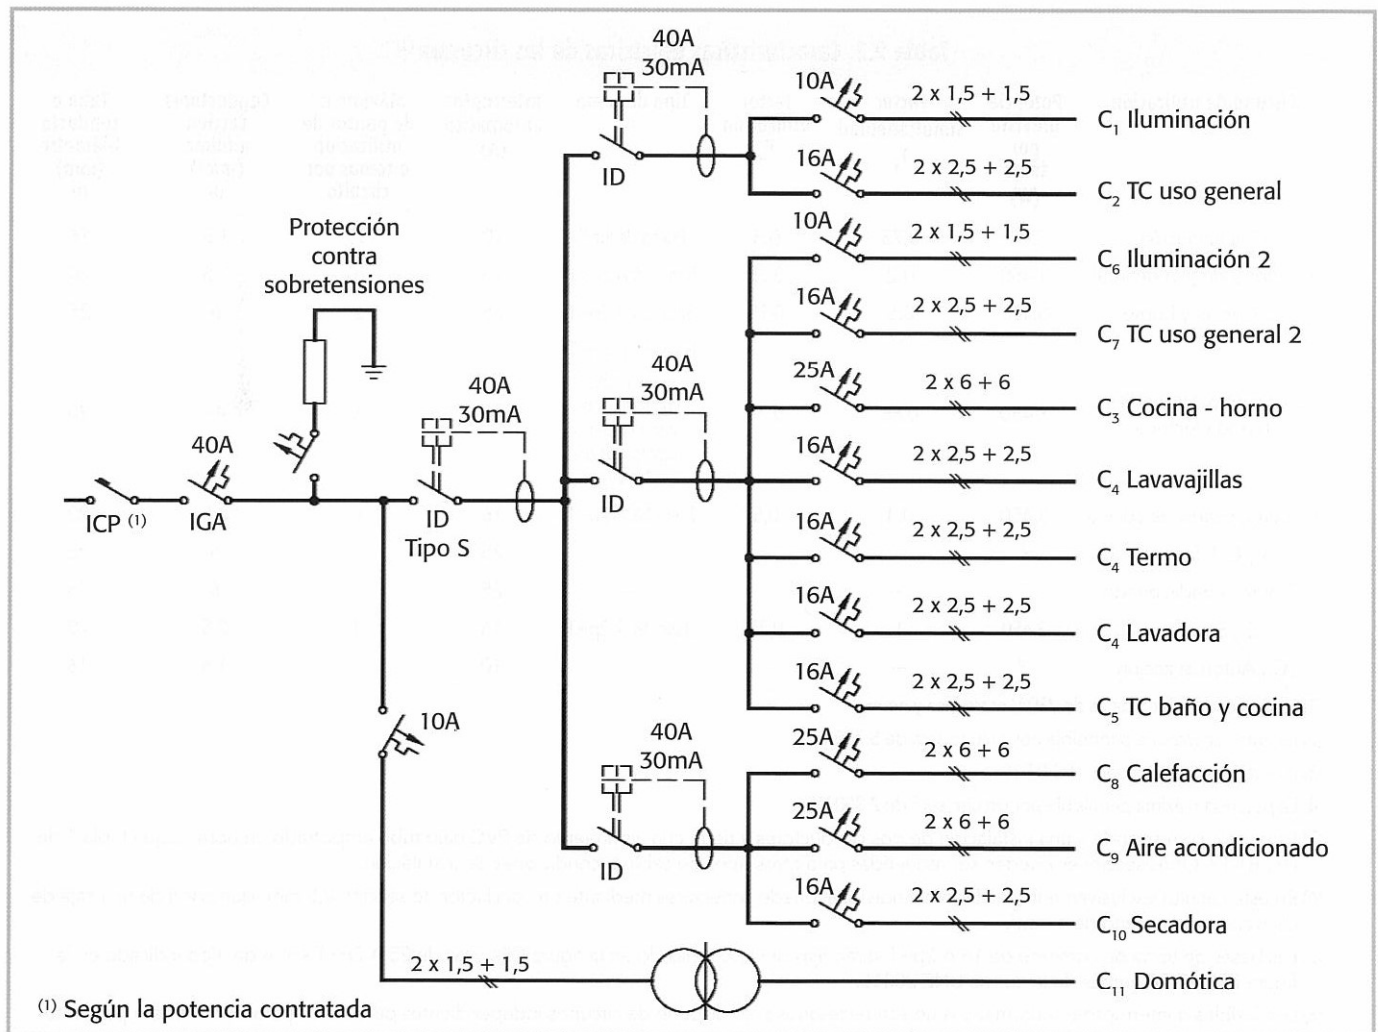 40A
30mA
ID
10A
2 x 1,5 + 1,5
C1 Iluminación
16A
2 x 2,5 + 2,5
C2 TC uso general
10A
2 x 1,5 + 1,5
C6 Iluminación 2
16A
2 x 2,5 + 2,5
C7 TC uso general 2
Protección
contra
sobretensiones
40A
30mA
ID
25A
2 x 6 + 6
C3 Cocina - horno
40A
30mA
ID
Tipo S
40A
IGA
ICP (1)
16A
2 x 2,5 + 2,5
C4 Lavavajillas
16A
2 x 2,5 + 2,5
C4 Termo
16A
2 x 2,5 + 2,5
C4 Lavadora
16A
2 x 2,5 + 2,5
C5 TC baño y cocina
10A
40A
30mA
ID
25A
2 x 6 + 6
C8 Calefacción
25A
2 x 6 + 6
C9 Aire acondicionado
16A
2 x 2,5 + 2,5
C10 Secadora
2 x 1,5 + 1,5
C11 Domótica
(1) Según la potencia contratada